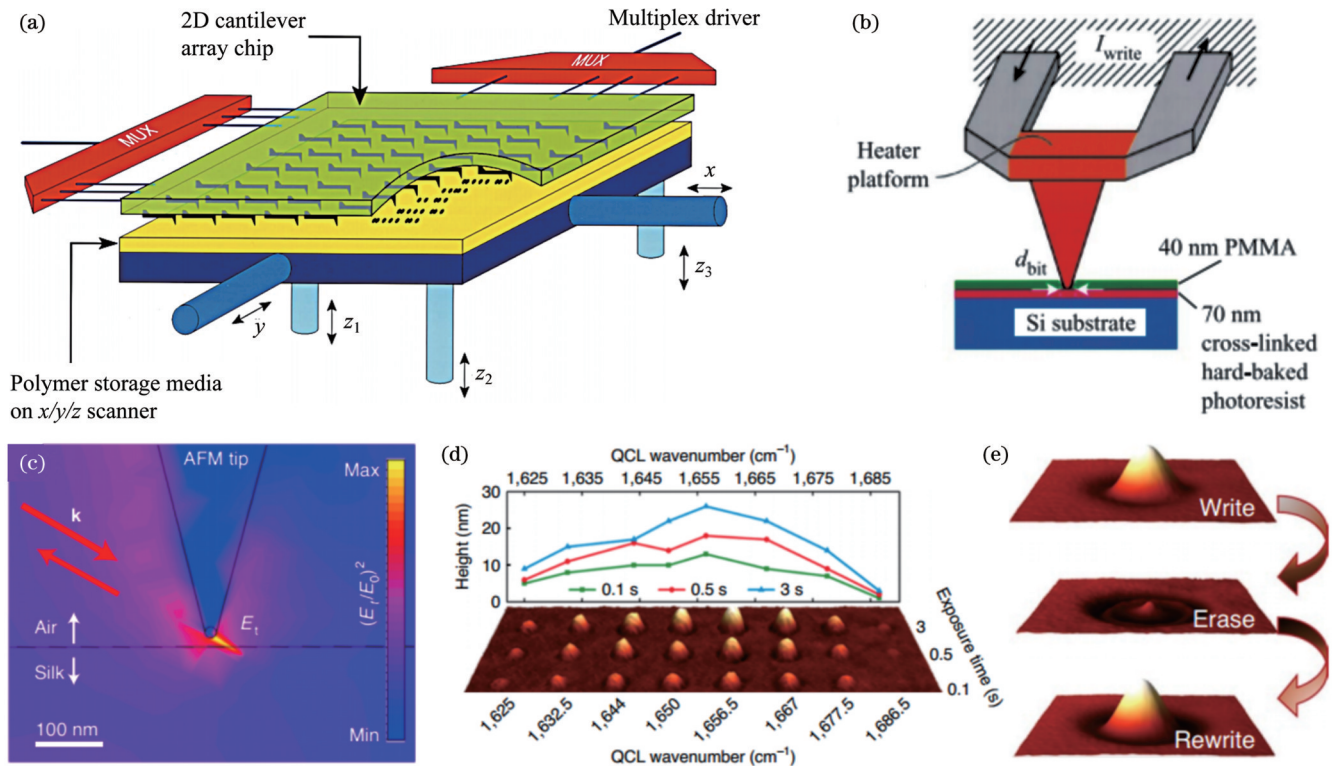 (a)
2D cantilever
array chip
Multiplex driver
MUX
MUX
x
z3
y
z1
z2
Polymer storage media
on x/y/z scanner
(b)
Iwrite
Heater
platform
dbit
40 nm PMMA
Si substrate
70 nm
cross-linked
hard-baked
photoresist
(c)
AFM tip
Max
k
(Et/E0)²
Et
Air
Silk
100 nm
Min
(d)
QCL wavenumber (cm⁻¹)
1,625 1,635 1,645 1,655 1,665 1,675 1,685
Height (nm)
30
20
10
0
0.1 s 0.5 s 3 s
Exposure time (s)
3
0.5
0.1
1,625 1,632.5 1,644 1,650 1,656.5 1,667 1,677.5 1,686.5
QCL wavenumber (cm⁻¹)
(e)
Write
Erase
Rewrite